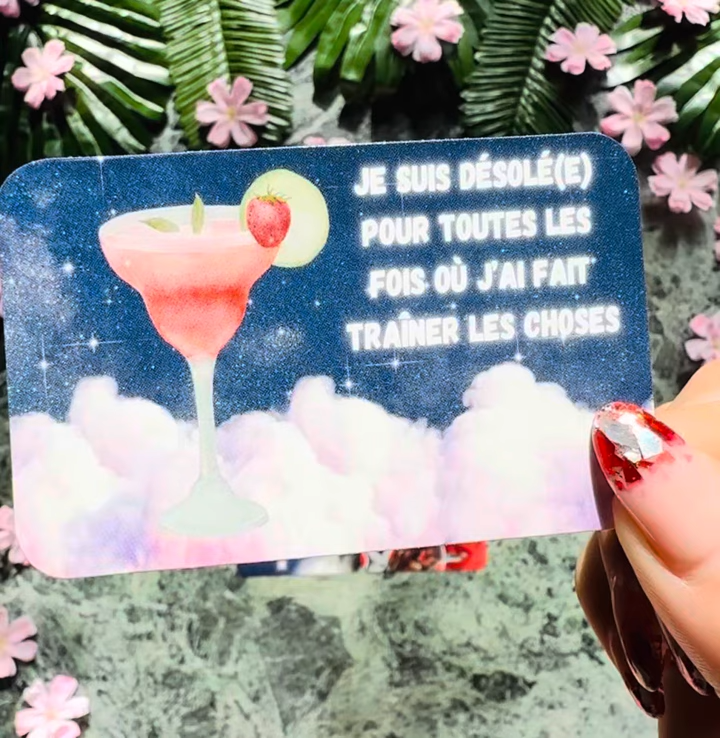 JE SUIS DÉSOLÉ(E)
POUR TOUTES LES
FOIS OÙ J'AI FAIT
TRAÎNER LES CHOSES